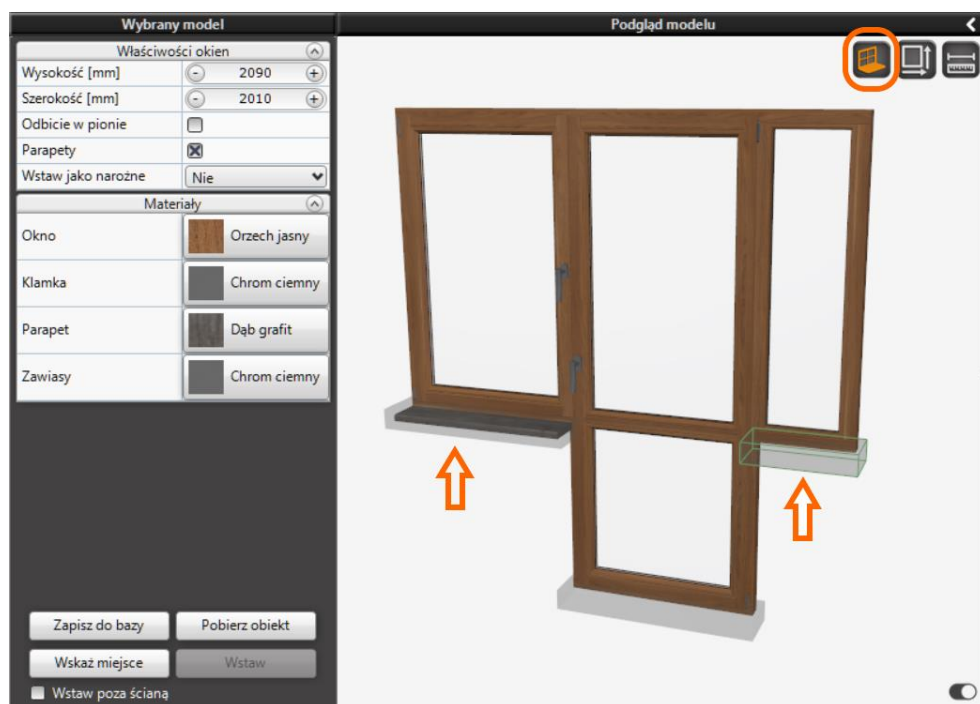 Wybrany model
Podgląd modelu
Właściwości okien
Wysokość [mm] - 2090 +
Szerokość [mm] - 2010 +
Odbicie w pionie
Parapety
Wstaw jako narożne Nie
Materiały
Okno Orzech jasny
Klamka Chrom ciemny
Parapet Dąb grafit
Zawiasy Chrom ciemny
Zapisz do bazy Pobierz obiekt
Wskaż miejsce Wstaw
Wstaw poza ścianą